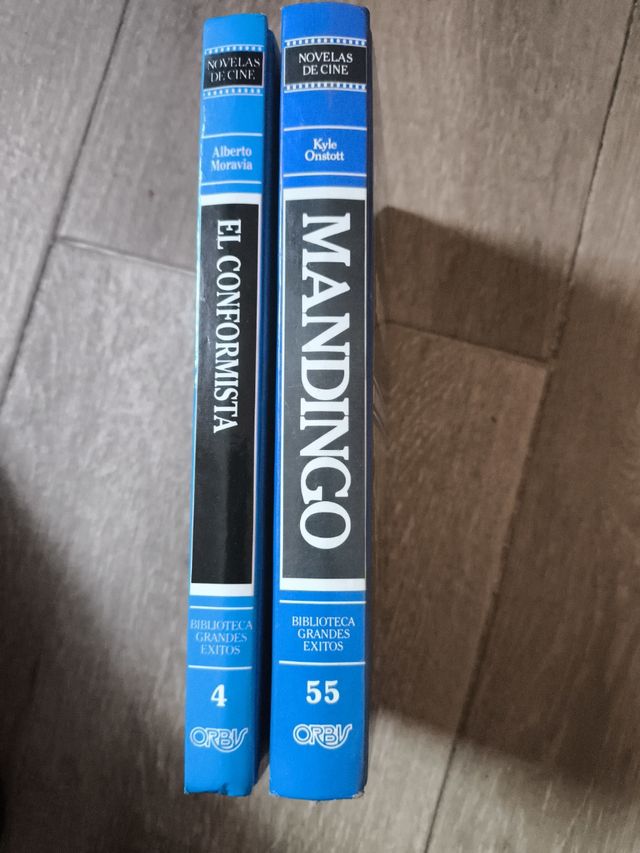 NOVELAS
DE CINE
Alberto
Moravia
EL CONFORMISTA
BIBLIOTECA
GRANDES
EXITOS
4
ORBIS
NOVELAS
DE CINE
Kyle
Onstott
MANDINGO
BIBLIOTECA
GRANDES
EXITOS
55
ORBIS